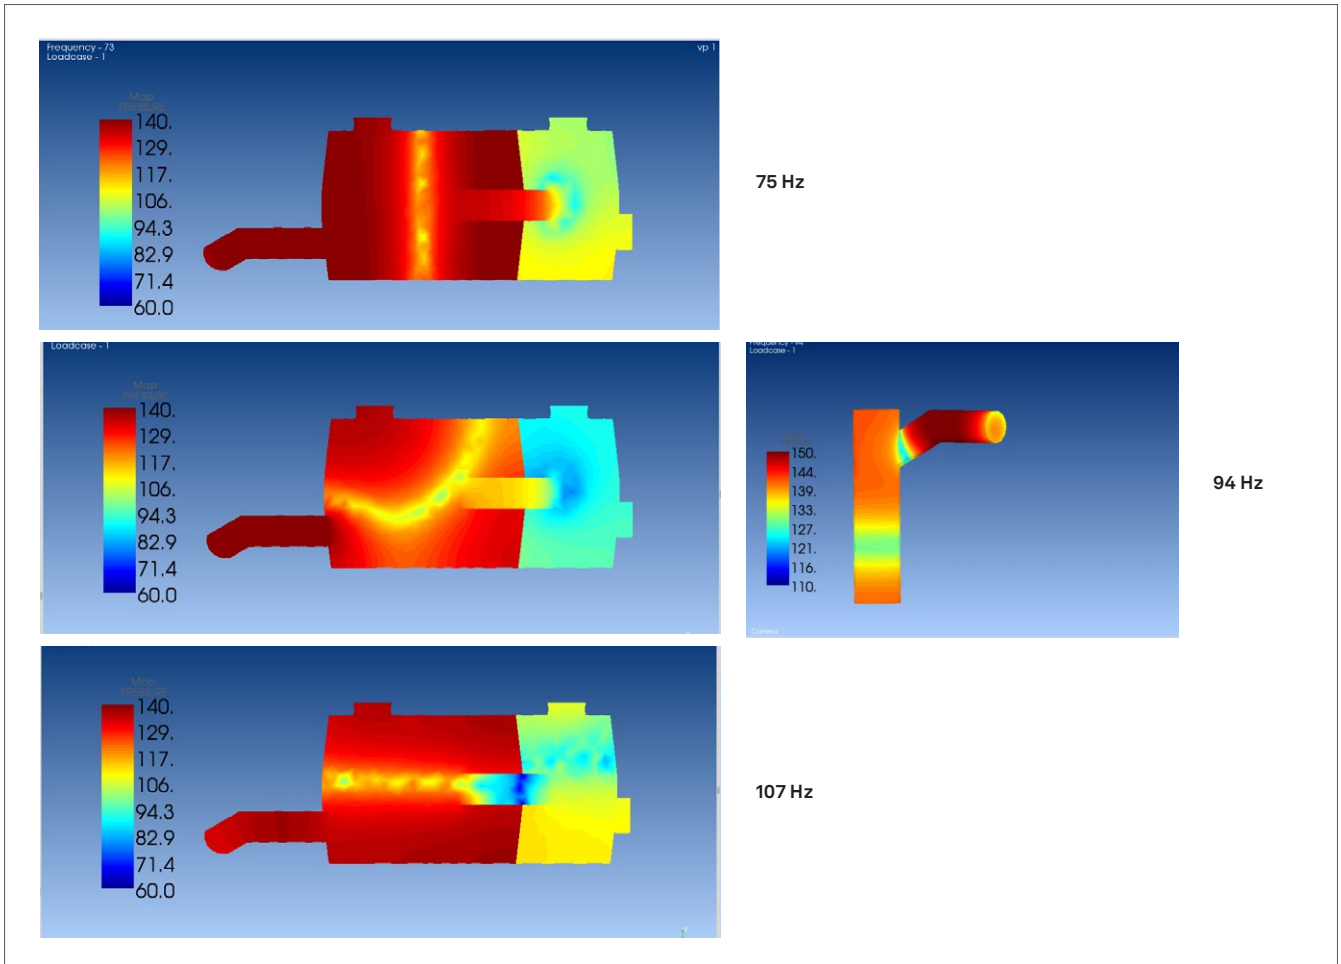 Frequency - 73
Loadcase - 1
vp 1
Map
PRESSURE
140.
129.
117.
106.
94.3
82.9
71.4
60.0
75 Hz
Loadcase - 1
Map
PRESSURE
140.
129.
117.
106.
94.3
82.9
71.4
60.0
Frequency - 94
Loadcase - 1
PRESSURE
150.
144.
139.
133.
127.
121.
116.
110.
Camera
94 Hz
Map
PRESSURE
140.
129.
117.
106.
94.3
82.9
71.4
60.0
107 Hz